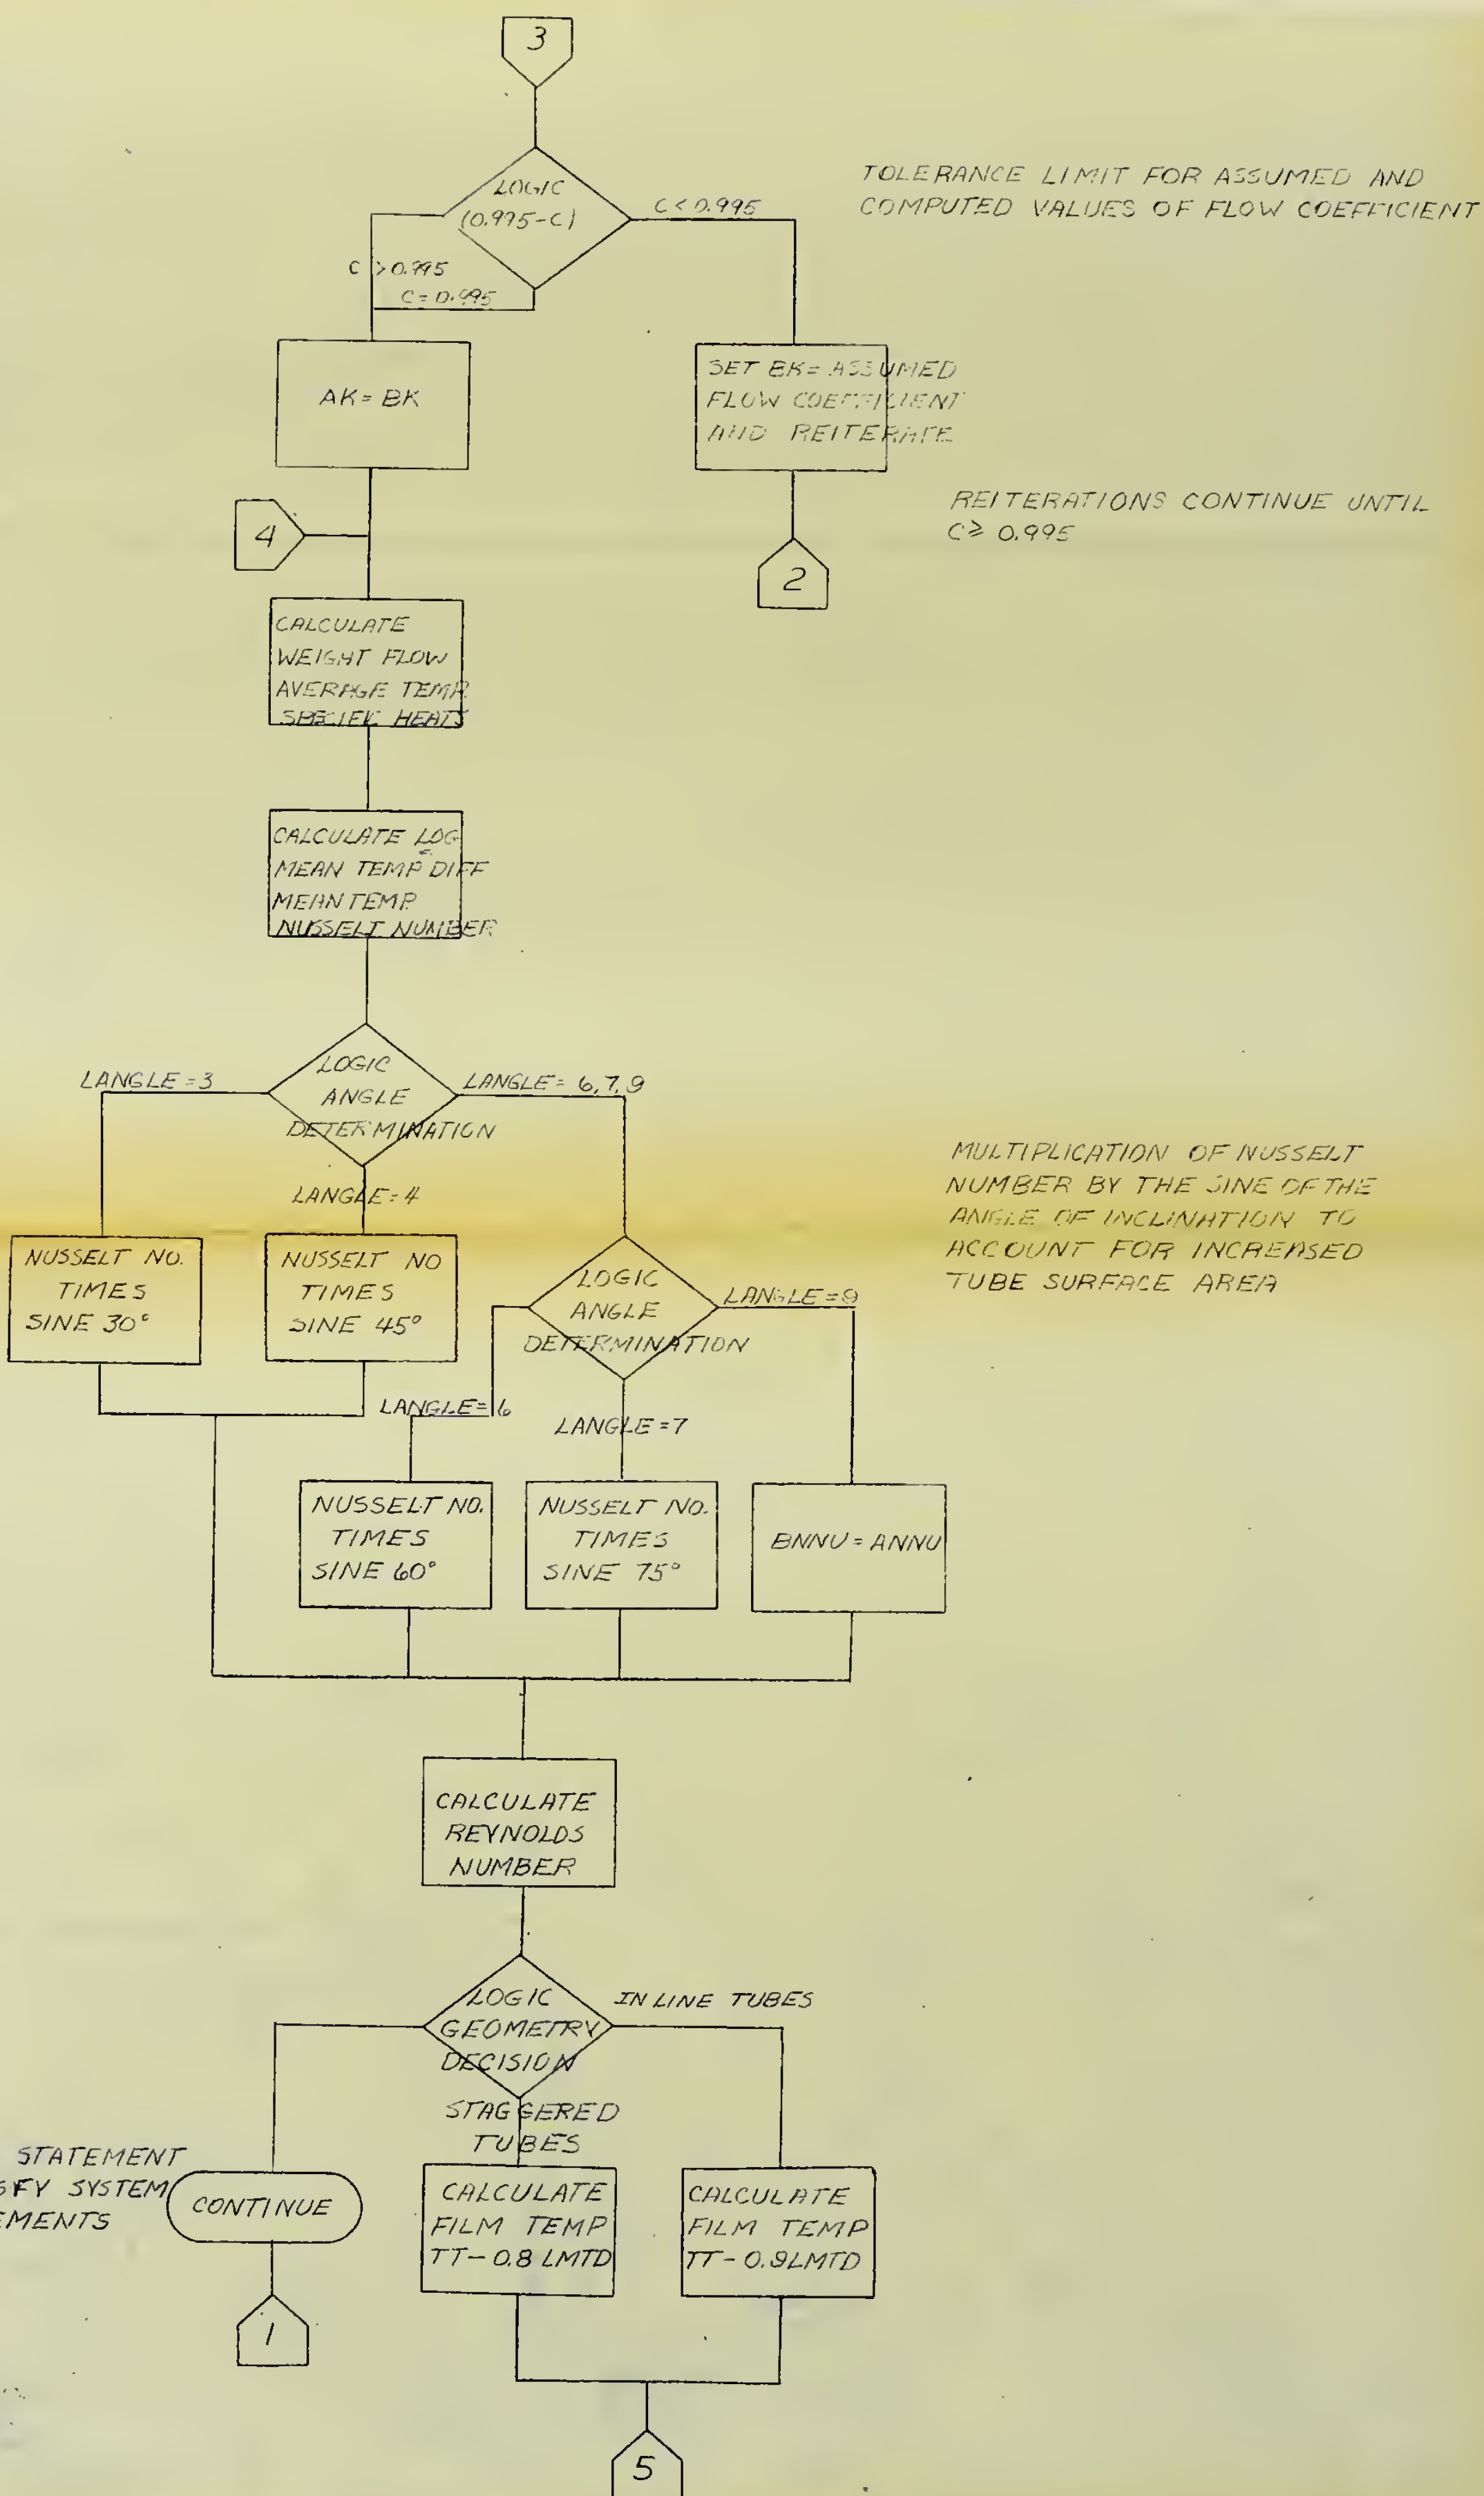 3
LOGIC
(0.995-C)
C < 0.995
TOLERANCE LIMIT FOR ASSUMED AND
COMPUTED VALUES OF FLOW COEFFICIENT
C > 0.995
C = 0.995
AK = BK
SET BK = ASSUMED
FLOW COEFFICIENT
AND REITERATE
4
REITERATIONS CONTINUE UNTIL
C ≥ 0.995
2
CALCULATE
WEIGHT FLOW
AVERAGE TEMP.
SPECIFIC HEATS
CALCULATE LOG
MEAN TEMP DIFF
MEAN TEMP.
NUSSELT NUMBER
LANGLE = 3
LOGIC
ANGLE
DETERMINATION
LANGLE = 6, 7, 9
LANGLE = 4
MULTIPLICATION OF NUSSELT
NUMBER BY THE SINE OF THE
ANGLE OF INCLINATION TO
ACCOUNT FOR INCREASED
TUBE SURFACE AREA
NUSSELT NO.
TIMES
SINE 30°
NUSSELT NO
TIMES
SINE 45°
LOGIC
ANGLE
DETERMINATION
LANGLE = 9
LANGLE = 6
LANGLE = 7
NUSSELT NO.
TIMES
SINE 60°
NUSSELT NO.
TIMES
SINE 75°
BNNU = ANNU
CALCULATE
REYNOLDS
NUMBER
LOGIC
GEOMETRY
DECISION
IN LINE TUBES
STAGGERED
TUBES
STATEMENT
SYSTEM
CONTINUE
CALCULATE
FILM TEMP
TT - 0.8 LMTD
CALCULATE
FILM TEMP
TT - 0.9 LMTD
1
5